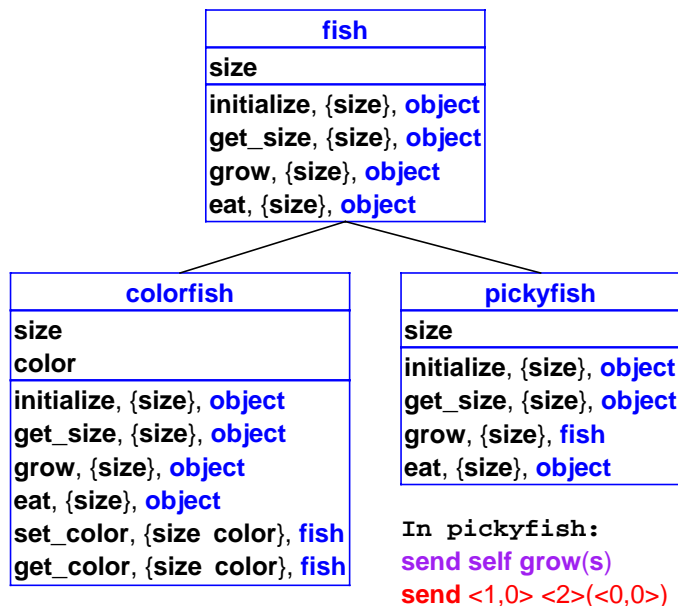 fish
size
initialize, {size}, object
get_size, {size}, object
grow, {size}, object
eat, {size}, object
colorfish
size
color
initialize, {size}, object
get_size, {size}, object
grow, {size}, object
eat, {size}, object
set_color, {size color}, fish
get_color, {size color}, fish
pickyfish
size
initialize, {size}, object
get_size, {size}, object
grow, {size}, fish
eat, {size}, object
In pickyfish:
send self grow(s)
send <1,0> <2>(<0,0>)